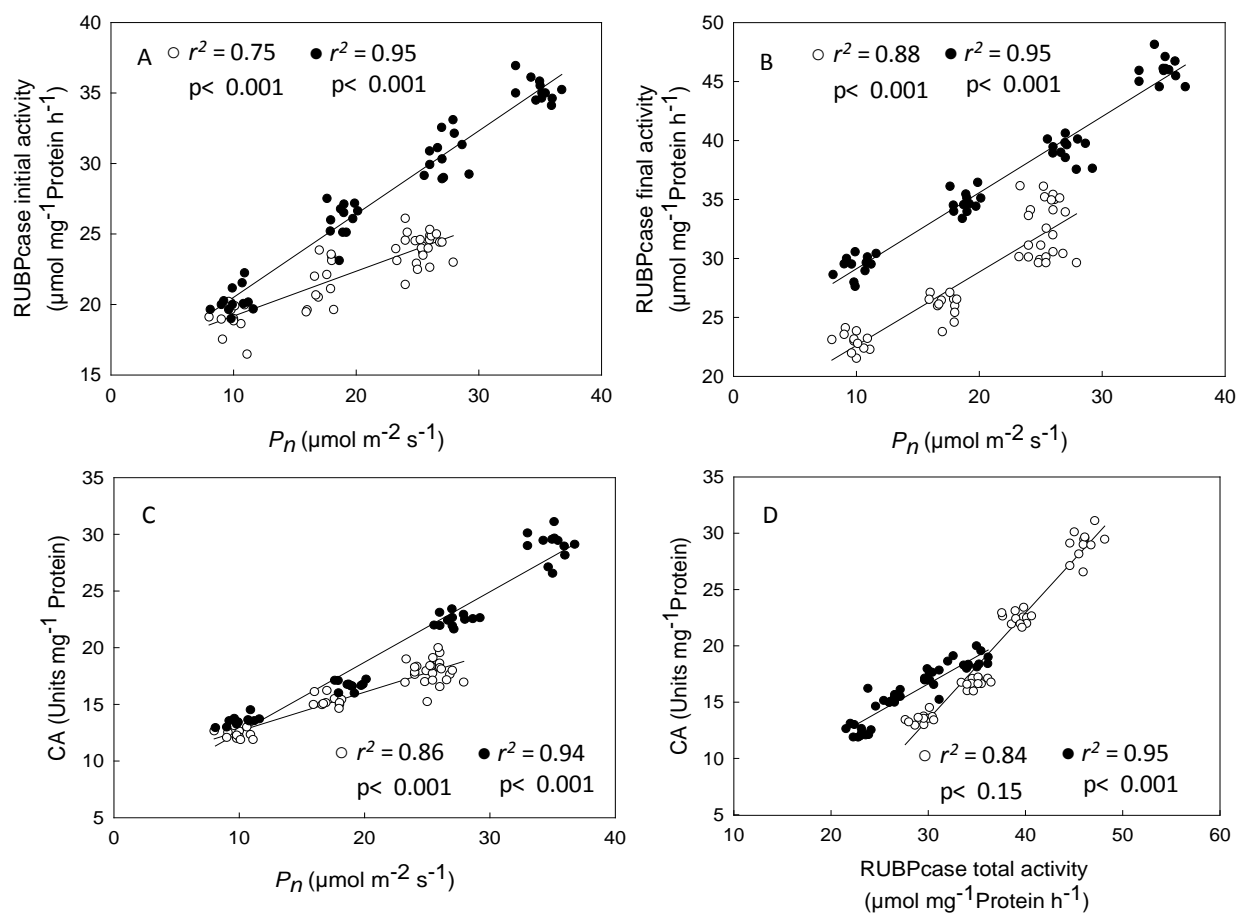 A
r² = 0.75 r² = 0.95
p< 0.001 p< 0.001
40
35
30
25
20
15
RUBPcase initial activity
(µmol mg⁻¹Protein h⁻¹)
0 10 20 30 40
Pn (µmol m⁻² s⁻¹)
B
r² = 0.88 r² = 0.95
p< 0.001 p< 0.001
50
45
40
35
30
25
20
RUBPcase final activity
(µmol mg⁻¹Protein h⁻¹)
0 10 20 30 40
Pn (µmol m⁻² s⁻¹)
C
35
30
25
20
15
10
5
CA (Units mg⁻¹ Protein)
r² = 0.86 r² = 0.94
p< 0.001 p< 0.001
0 10 20 30 40
Pn (µmol m⁻² s⁻¹)
D
35
30
25
20
15
10
5
CA (Units mg⁻¹Protein)
r² = 0.84 r² = 0.95
p< 0.15 p< 0.001
10 20 30 40 50 60
RUBPcase total activity
(µmol mg⁻¹Protein h⁻¹)